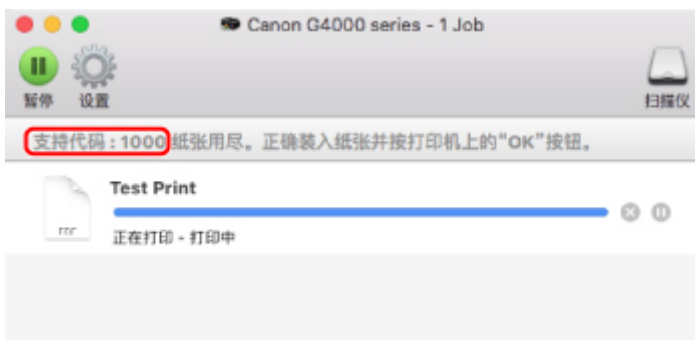 Canon G4000 series - 1 Job
暂停 设置 扫描仪
支持代码 : 1000 纸张用尽。正确装入纸张并按打印机上的“OK”按钮。
Test Print
正在打印 - 打印中